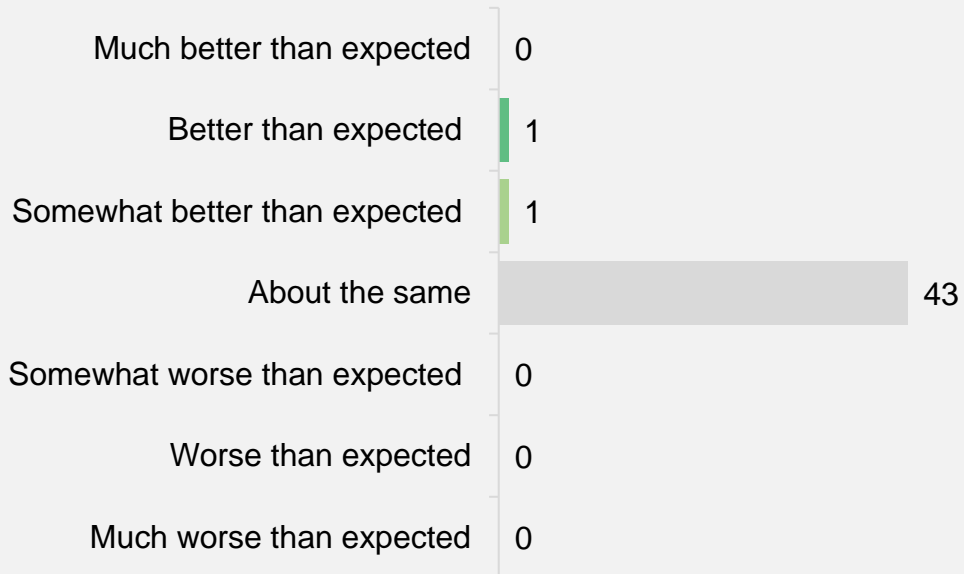 Much better than expected 0
Better than expected 1
Somewhat better than expected 1
About the same 43
Somewhat worse than expected 0
Worse than expected 0
Much worse than expected 0